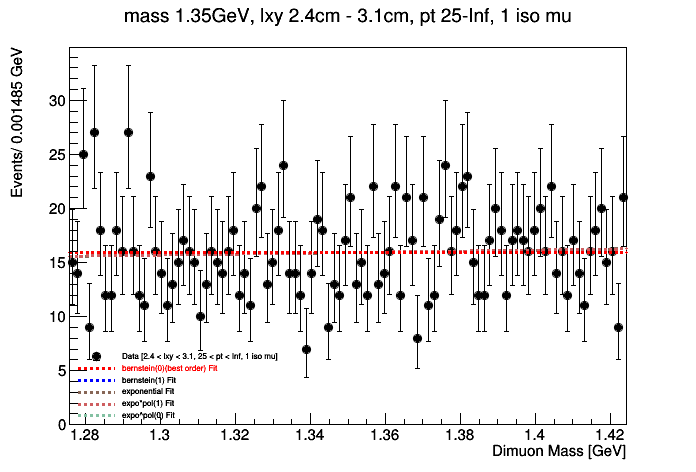 mass 1.35GeV, lxy 2.4cm - 3.1cm, pt 25-Inf, 1 iso mu
Events/ 0.001485 GeV
30
25
20
15
10
5
0
Data [2.4 < lxy < 3.1, 25 < pt < Inf, 1 iso mu]
bernstein(0)(best order) Fit
bernstein(1) Fit
exponential Fit
expo*pol(1) Fit
expo*pol(0) Fit
1.28 1.3 1.32 1.34 1.36 1.38 1.4 1.42
Dimuon Mass [GeV]